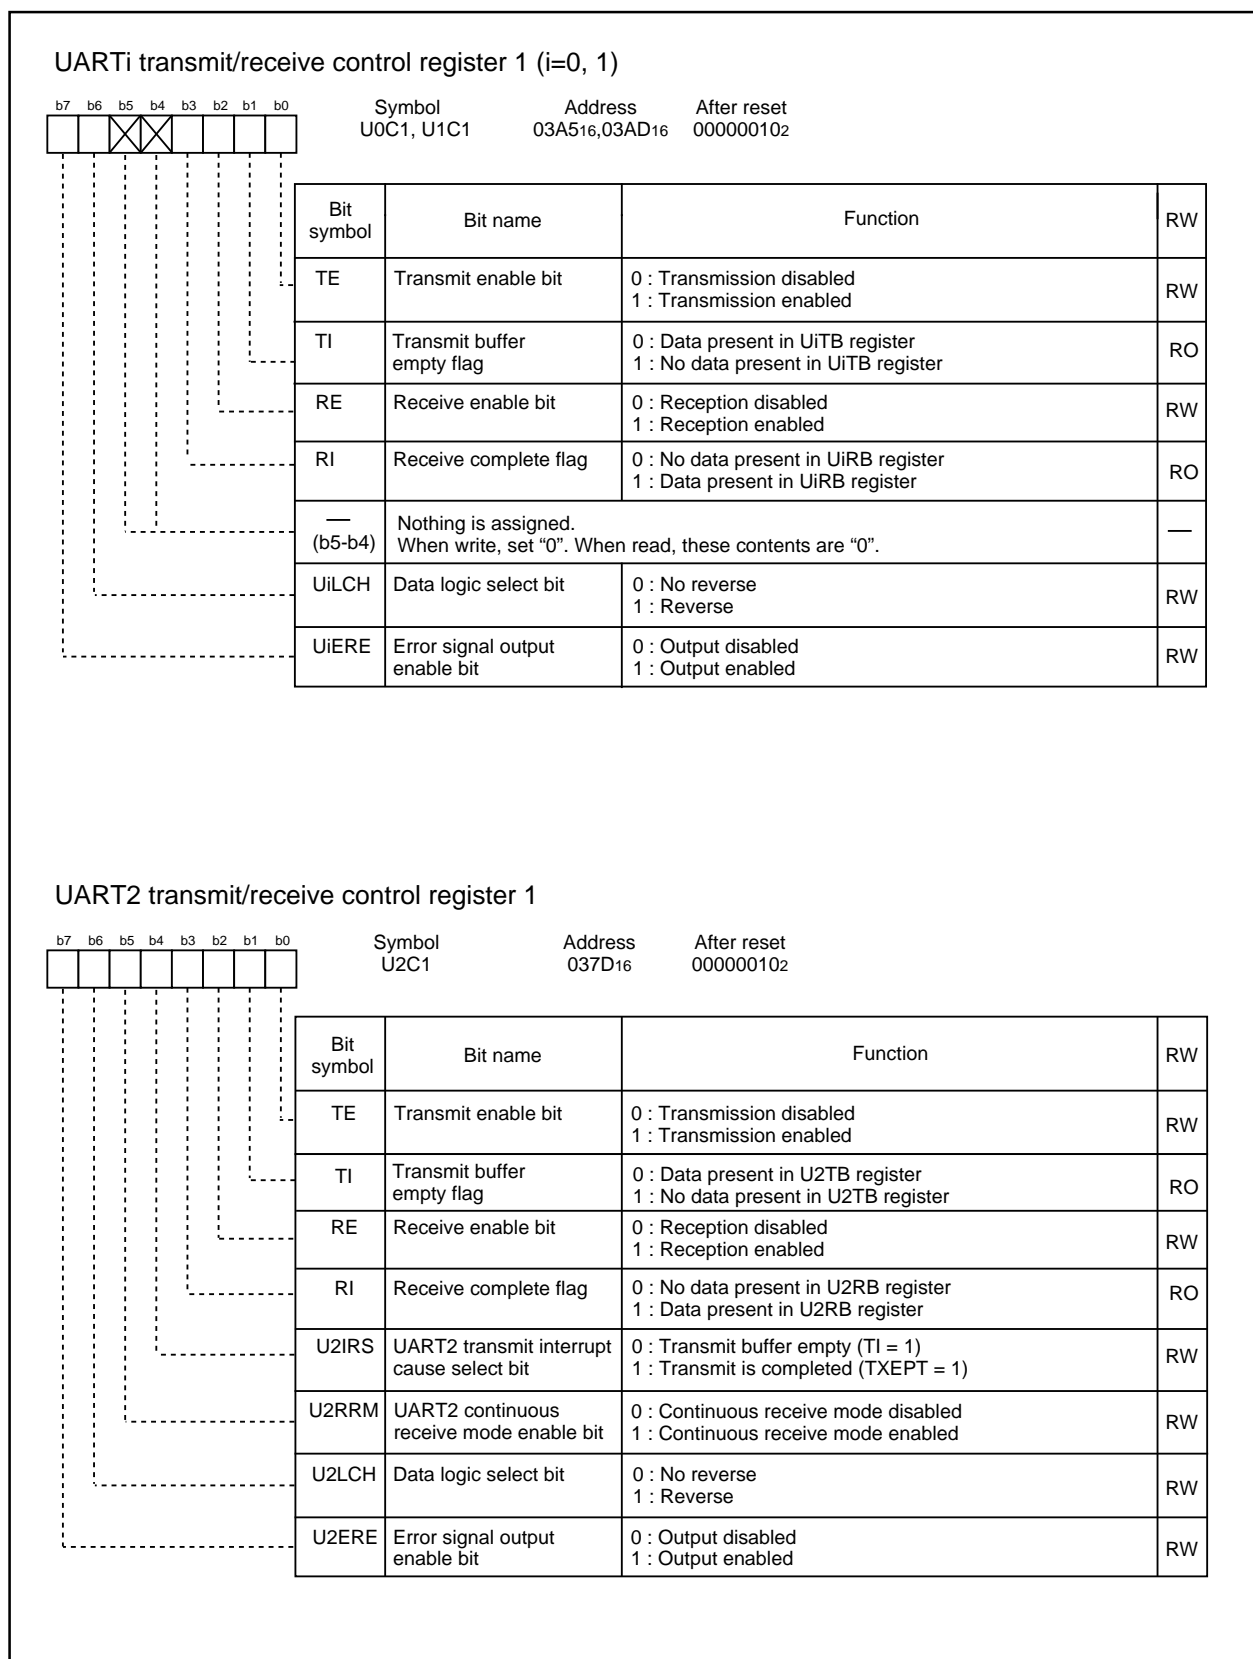 UARTi transmit/receive control register 1 (i=0, 1)
b7 b6 b5 b4 b3 b2 b1 b0
Symbol Address After reset
U0C1, U1C1 03A516,03AD16 000000102
Bit symbol Bit name Function RW
TE Transmit enable bit 0 : Transmission disabled
1 : Transmission enabled RW
TI Transmit buffer 0 : Data present in UiTB register
empty flag 1 : No data present in UiTB register RO
RE Receive enable bit 0 : Reception disabled
1 : Reception enabled RW
RI Receive complete flag 0 : No data present in UiRB register
1 : Data present in UiRB register RO
— Nothing is assigned. —
(b5-b4) When write, set “0”. When read, these contents are “0”.
UiLCH Data logic select bit 0 : No reverse
1 : Reverse RW
UiERE Error signal output 0 : Output disabled
enable bit 1 : Output enabled RW
UART2 transmit/receive control register 1
b7 b6 b5 b4 b3 b2 b1 b0
Symbol Address After reset
U2C1 037D16 000000102
Bit symbol Bit name Function RW
TE Transmit enable bit 0 : Transmission disabled
1 : Transmission enabled RW
TI Transmit buffer 0 : Data present in U2TB register
empty flag 1 : No data present in U2TB register RO
RE Receive enable bit 0 : Reception disabled
1 : Reception enabled RW
RI Receive complete flag 0 : No data present in U2RB register
1 : Data present in U2RB register RO
U2IRS UART2 transmit interrupt 0 : Transmit buffer empty (TI = 1)
cause select bit 1 : Transmit is completed (TXEPT = 1) RW
U2RRM UART2 continuous 0 : Continuous receive mode disabled
receive mode enable bit 1 : Continuous receive mode enabled RW
U2LCH Data logic select bit 0 : No reverse
1 : Reverse RW
U2ERE Error signal output 0 : Output disabled
enable bit 1 : Output enabled RW